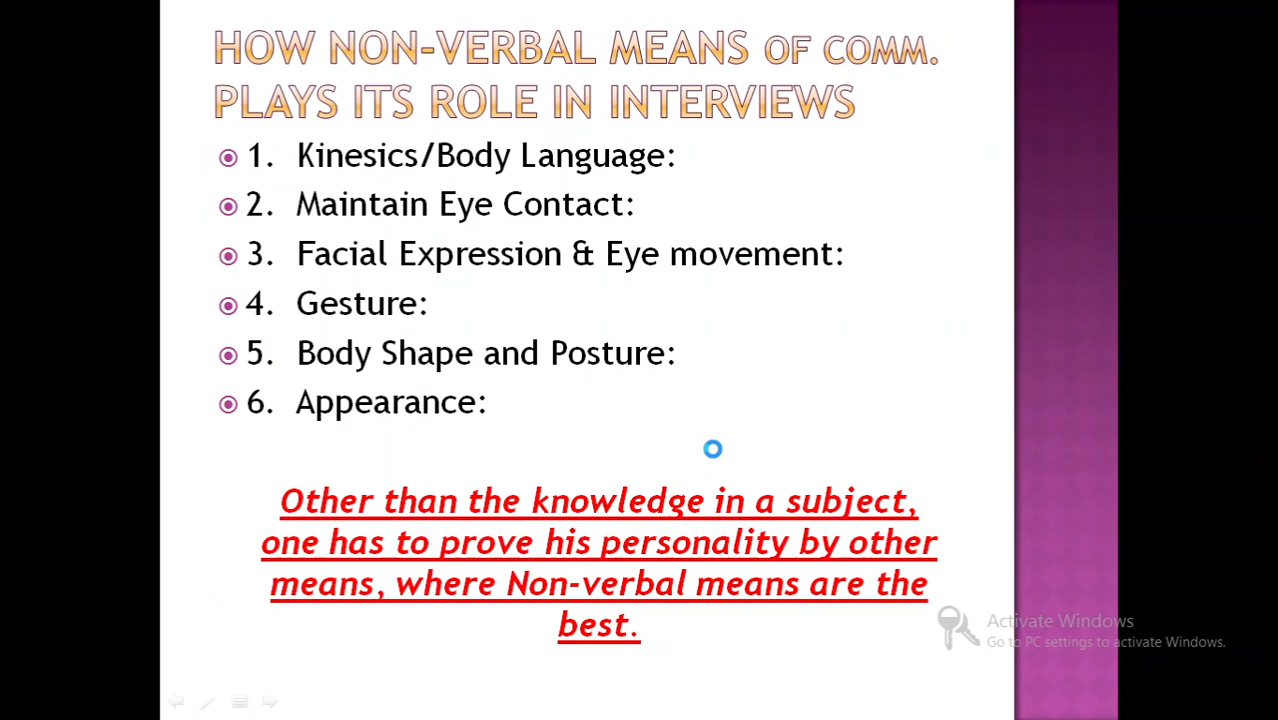 HOW NON-VERBAL MEANS OF COMM.
PLAYS ITS ROLE IN INTERVIEWS
1. Kinesics/Body Language:
2. Maintain Eye Contact:
3. Facial Expression & Eye movement:
4. Gesture:
5. Body Shape and Posture:
6. Appearance:
Other than the knowledge in a subject,
one has to prove his personality by other
means, where Non-verbal means are the
best.
Activate Windows
Go to PC settings to activate Windows.